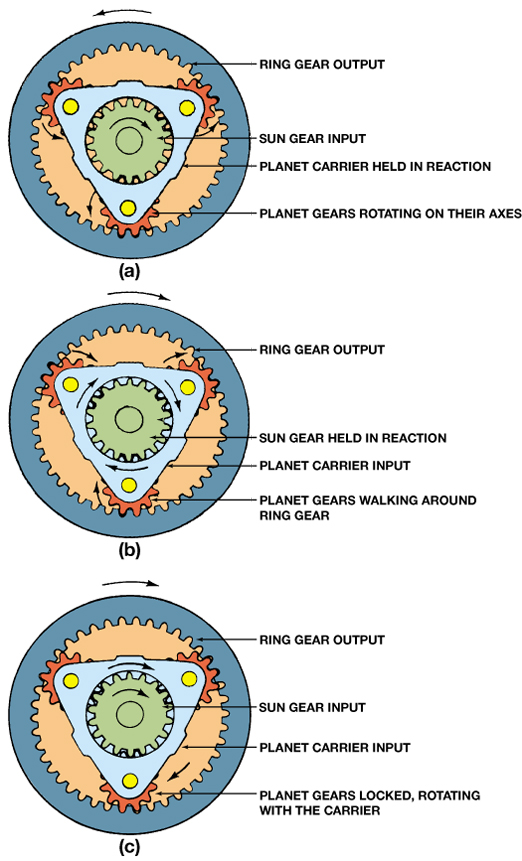 RING GEAR OUTPUT
SUN GEAR INPUT
PLANET CARRIER HELD IN REACTION
PLANET GEARS ROTATING ON THEIR AXES
(a)
RING GEAR OUTPUT
SUN GEAR HELD IN REACTION
PLANET CARRIER INPUT
PLANET GEARS WALKING AROUND
RING GEAR
(b)
RING GEAR OUTPUT
SUN GEAR INPUT
PLANET CARRIER INPUT
PLANET GEARS LOCKED, ROTATING
WITH THE CARRIER
(c)